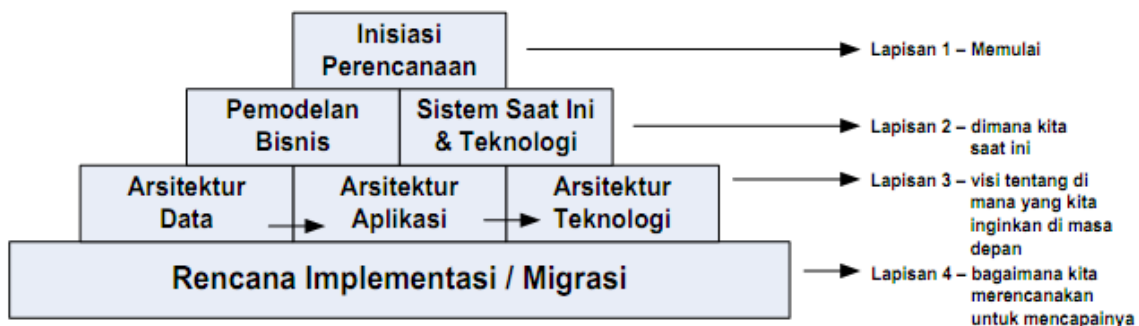 Inisiasi
Perencanaan
Lapisan 1 – Memulai
Pemodelan
Bisnis
Sistem Saat Ini
& Teknologi
Lapisan 2 – dimana kita
saat ini
Arsitektur
Data
Arsitektur
Aplikasi
Arsitektur
Teknologi
Lapisan 3 – visi tentang di
mana yang kita
inginkan di masa
depan
Rencana Implementasi / Migrasi
Lapisan 4 – bagaimana kita
merencanakan
untuk mencapainya